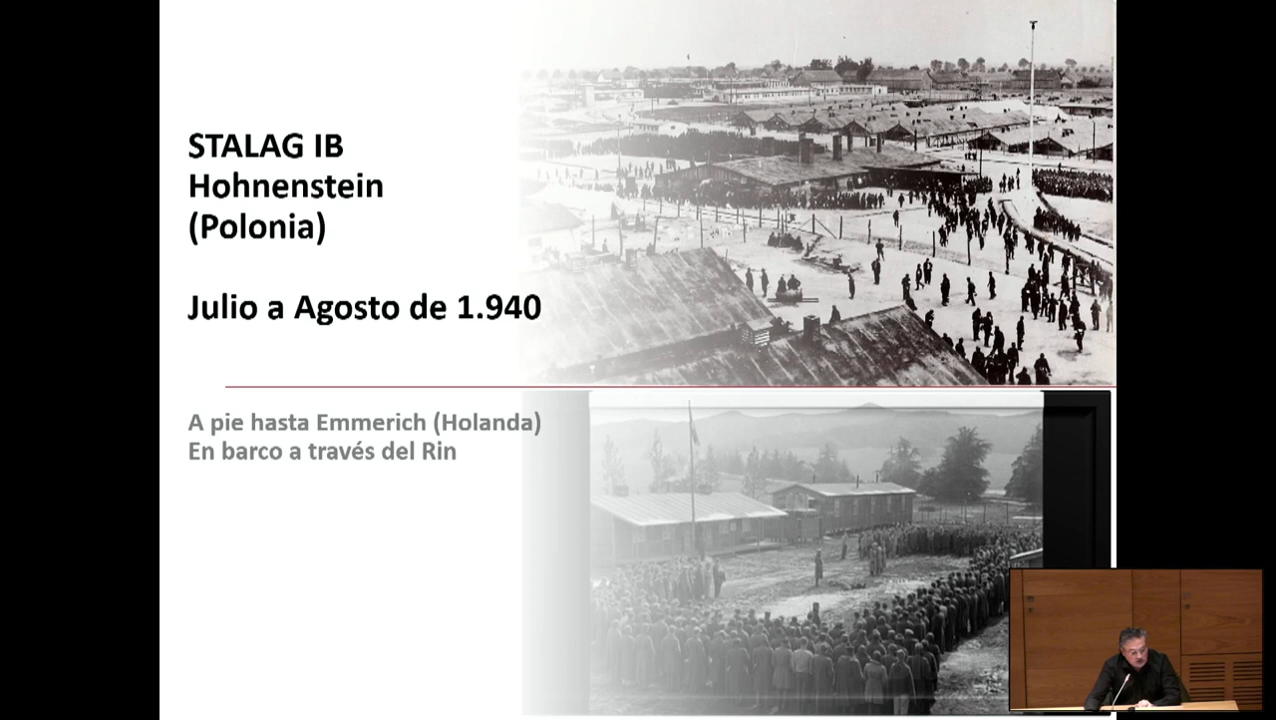 STALAG IB
Hohnenstein
(Polonia)
Julio a Agosto de 1.940
A pie hasta Emmerich (Holanda)
En barco a través del Rin